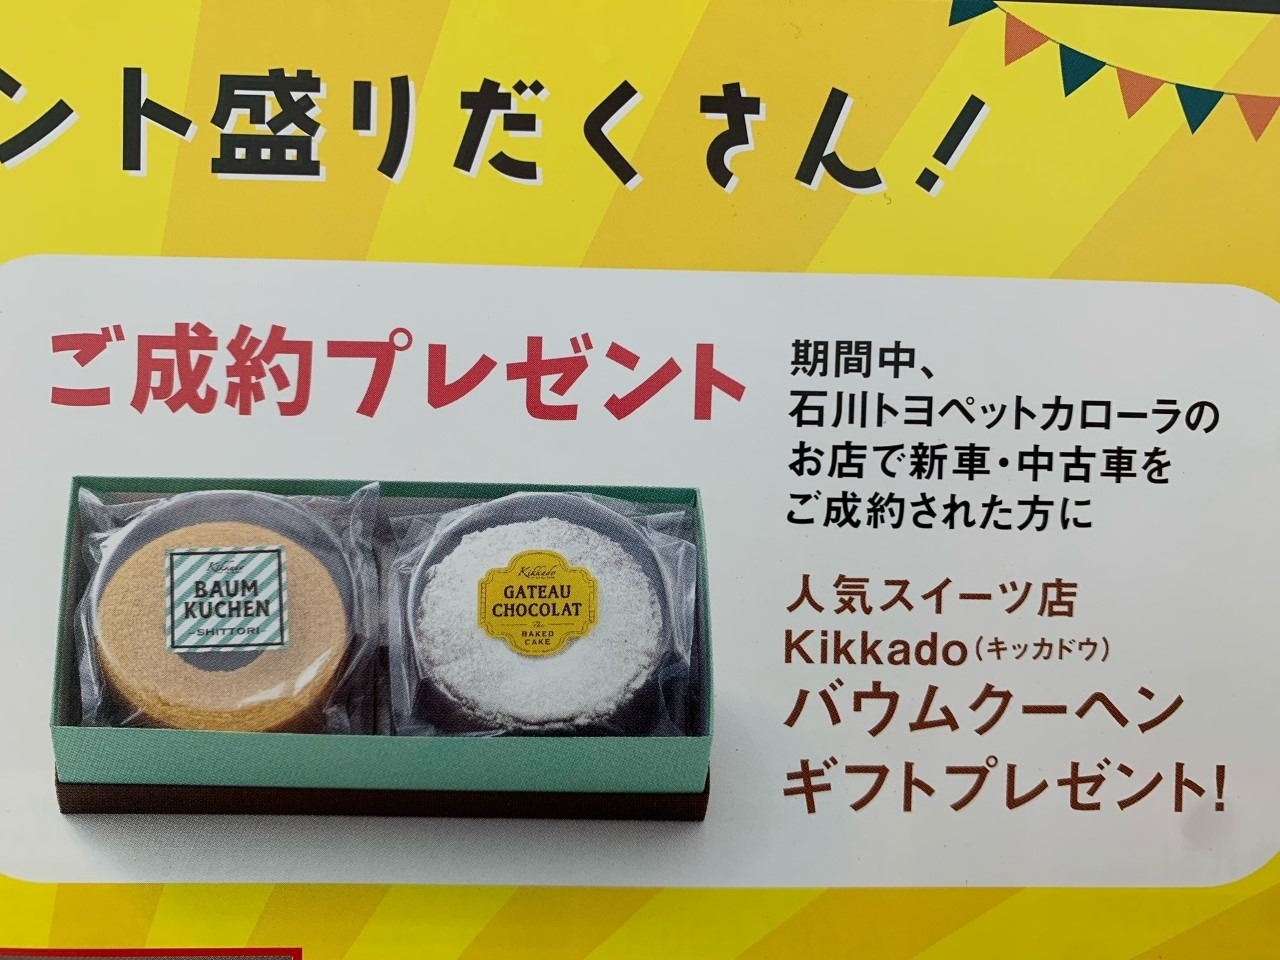 ント盛りだくさん!
ご成約プレゼント
期間中、
石川トヨペットカローラの
お店で新車・中古車を
ご成約された方に
人気スイーツ店
Kikkado(キッカドウ)
バウムクーヘン
ギフトプレゼント!
Kikkado
BAUM
KUCHEN
-SHITTORI-
Kikkado
GATEAU
CHOCOLAT
The
BAKED
CAKE